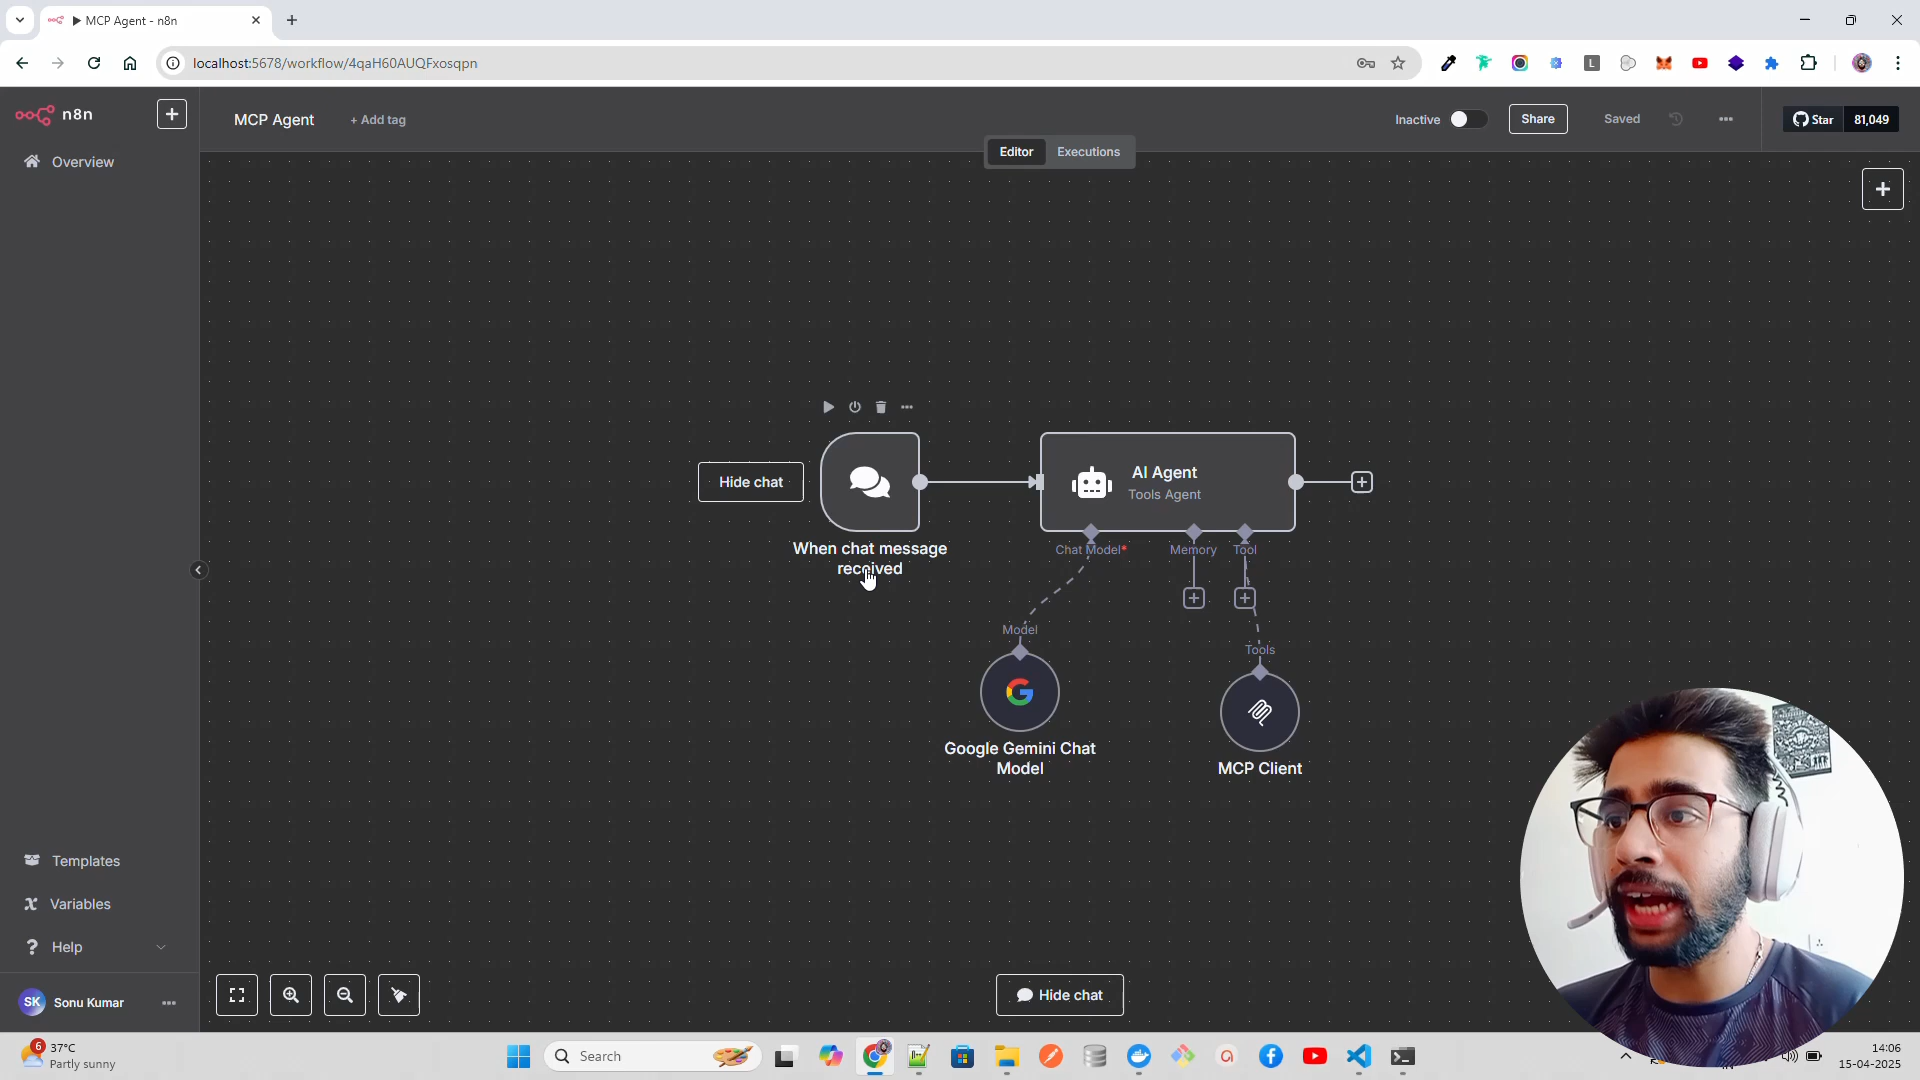 MCP Agent - n8n
localhost:5678/workflow/4qaH60AUQFxosqpn
L
n8n
MCP Agent
+ Add tag
Inactive
Share
Saved
Star
81,049
Editor
Executions
Overview
Hide chat
When chat message
received
AI Agent
Tools Agent
Chat Model*
Memory
Tool
Model
Tools
Google Gemini Chat
Model
MCP Client
Templates
Variables
Help
SK
Sonu Kumar
Hide chat
6
37°C
Partly sunny
Search
14:06
15-04-2025